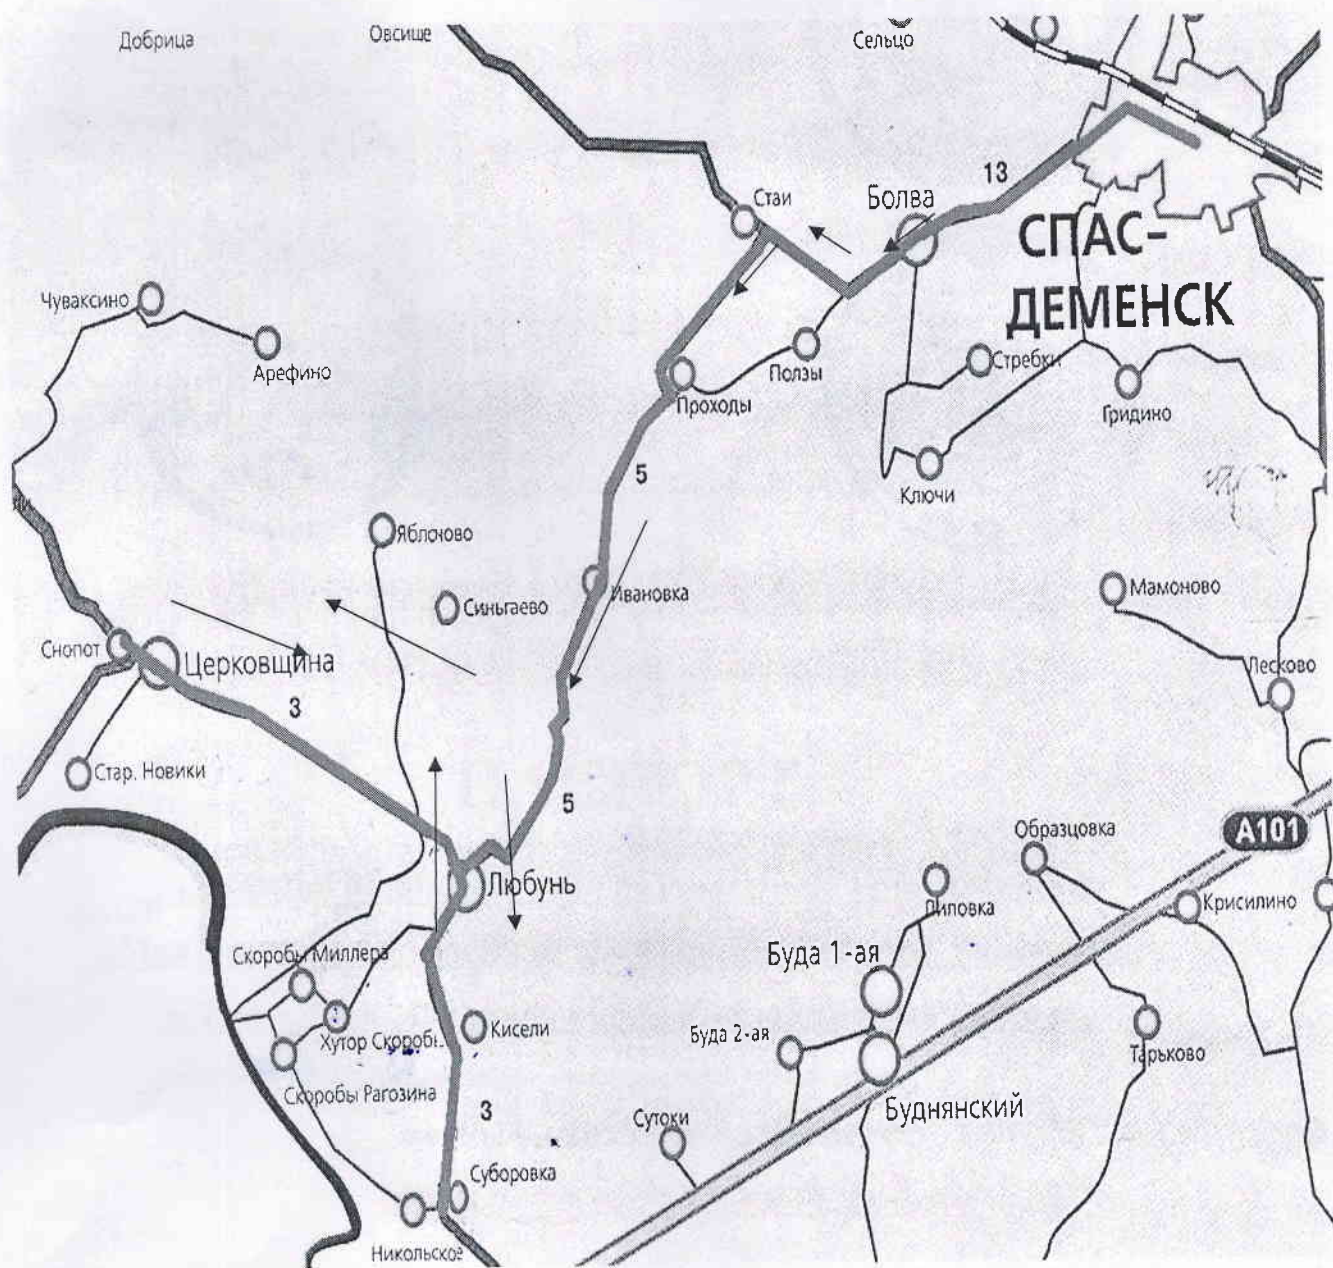 Добрица
Овсище
Сельцо
13
Стаи
Болва
СПАС-
ДЕМЕНСК
Чуваксино
Арефино
Ползы
Стребки
Проходы
Гридино
5
Ключи
Яблочово
Синьгаево
Ивановка
Мамоново
Снопот
Церковщина
Лесково
3
Стар. Новики
5
Образцовка
А101
Любунь
Липовка
Крисилино
Скоробы Миллера
Буда 1-ая
Кисели
Буда 2-ая
Хутор Скоробы
Тарьково
Скоробы Рагозина
3
Сутоки
Буднянский
Суборовка
Никольское